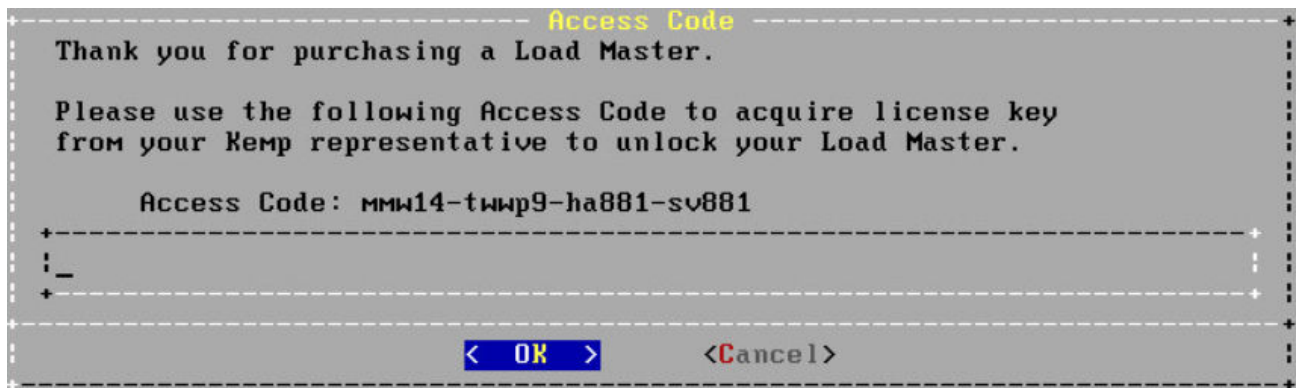 Access Code
Thank you for purchasing a Load Master.
Please use the following Access Code to acquire license key
from your Kemp representative to unlock your Load Master.
Access Code: mmw14-twwp9-ha881-sv881
< OK > <Cancel>